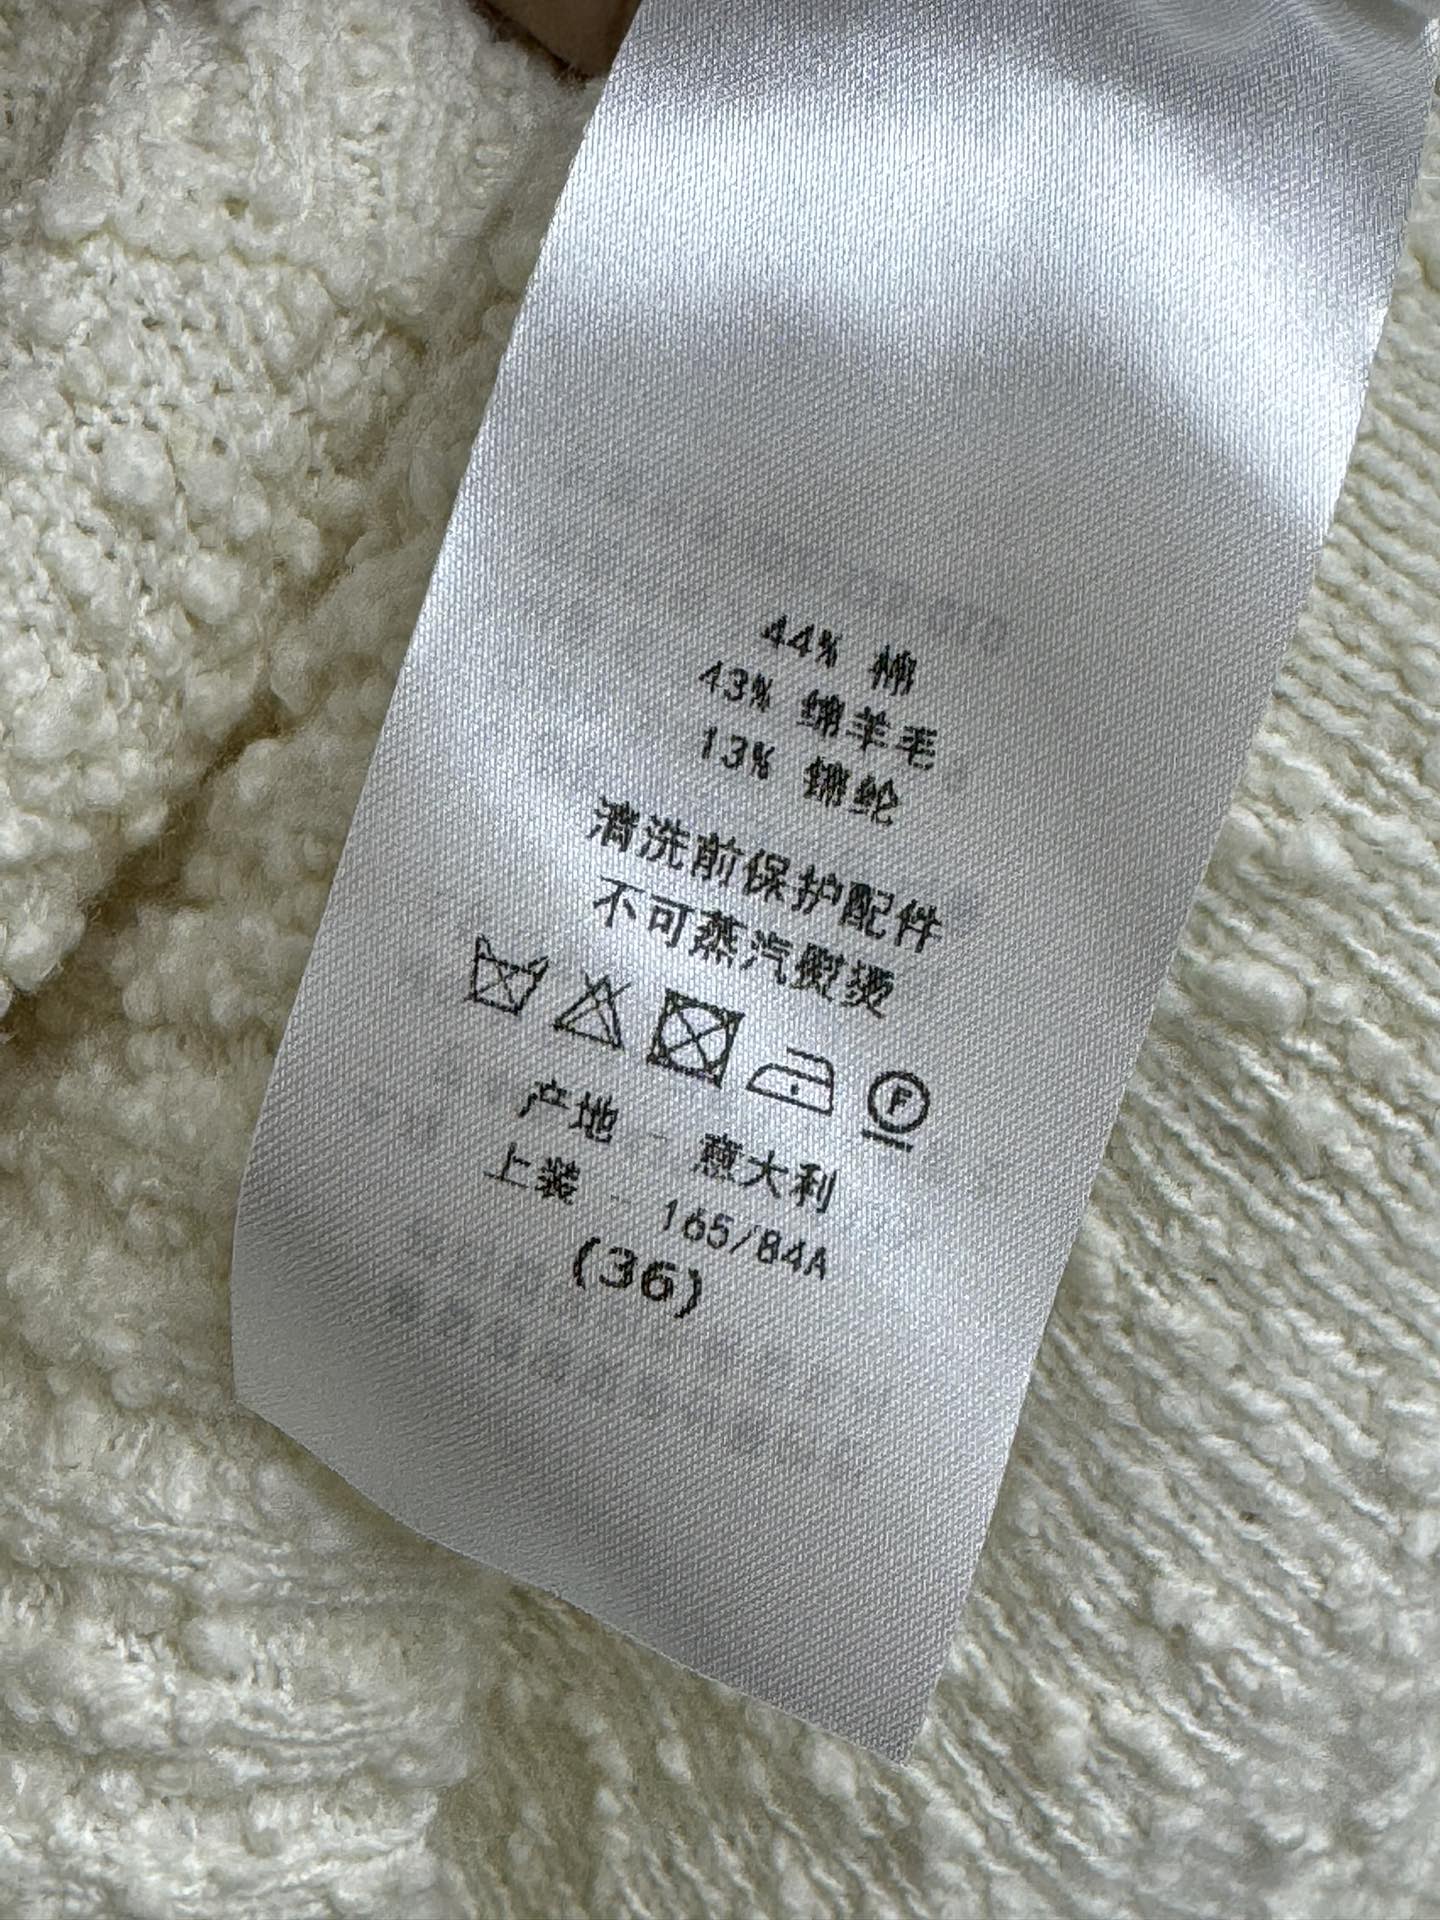 44% 棉
43% 绵羊毛
13% 锦纶
清洗前保护配件
不可蒸汽熨烫
F
产地 - 意大利
上装 - 165/84A
(36)